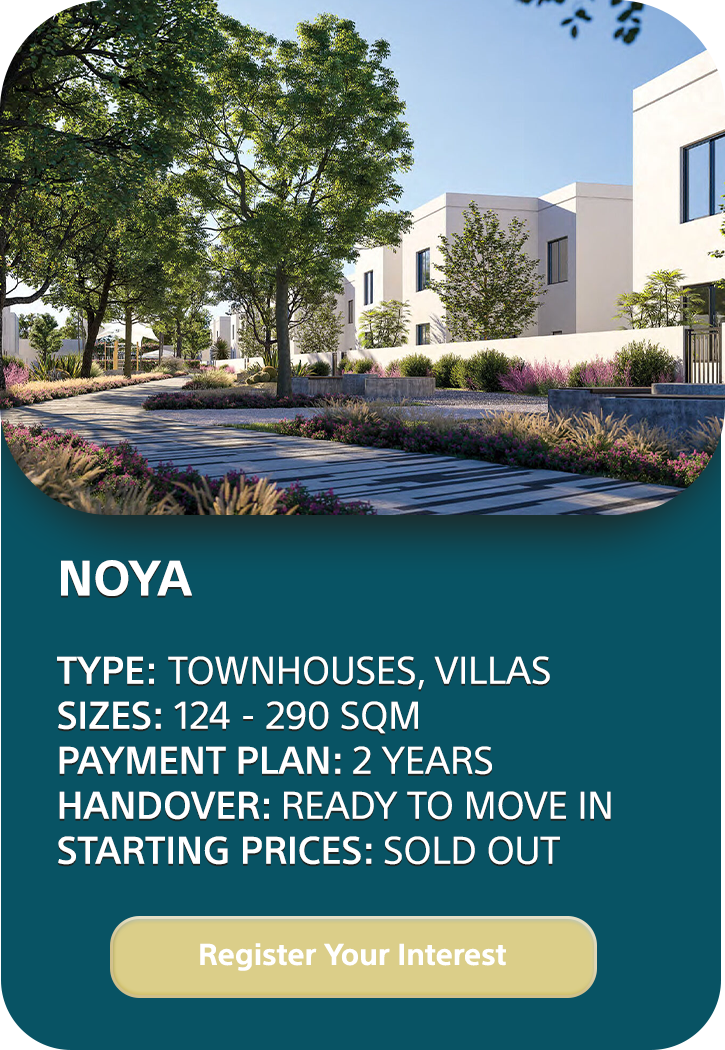 NOYA
TYPE: TOWNHOUSES, VILLAS
SIZES: 124 - 290 SQM
PAYMENT PLAN: 2 YEARS
HANDOVER: READY TO MOVE IN
STARTING PRICES: SOLD OUT
Register Your Interest